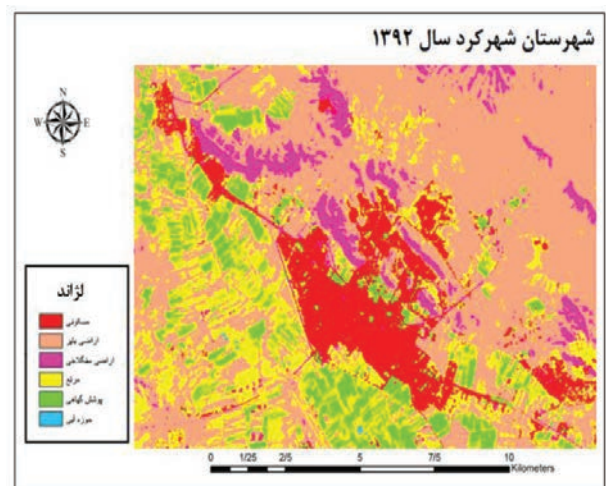 شهرستان شهرکرد سال ۱۳۹۲
N
W E
S
لژاند
مسکونی
اراضی بایر
اراضی سنگلاخی
مرتع
پوشش گیاهی
حوزه آبی
0 1/25 2/5 5 7/5 10
Kilometers